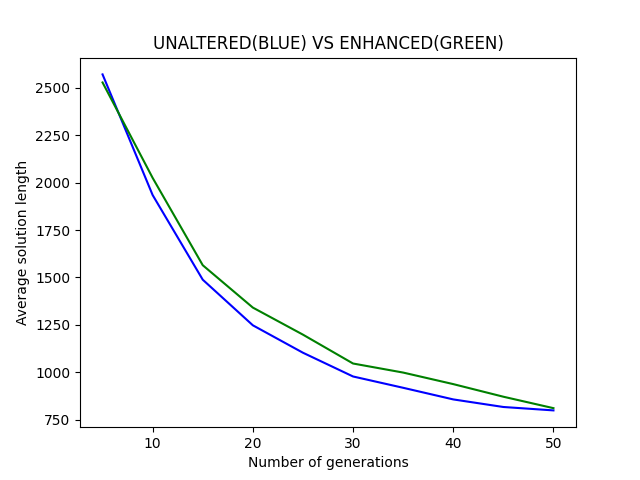 UNALTERED(BLUE) VS ENHANCED(GREEN)
2500
2250
2000
1750
1500
1250
1000
750
Average solution length
10 20 30 40 50
Number of generations